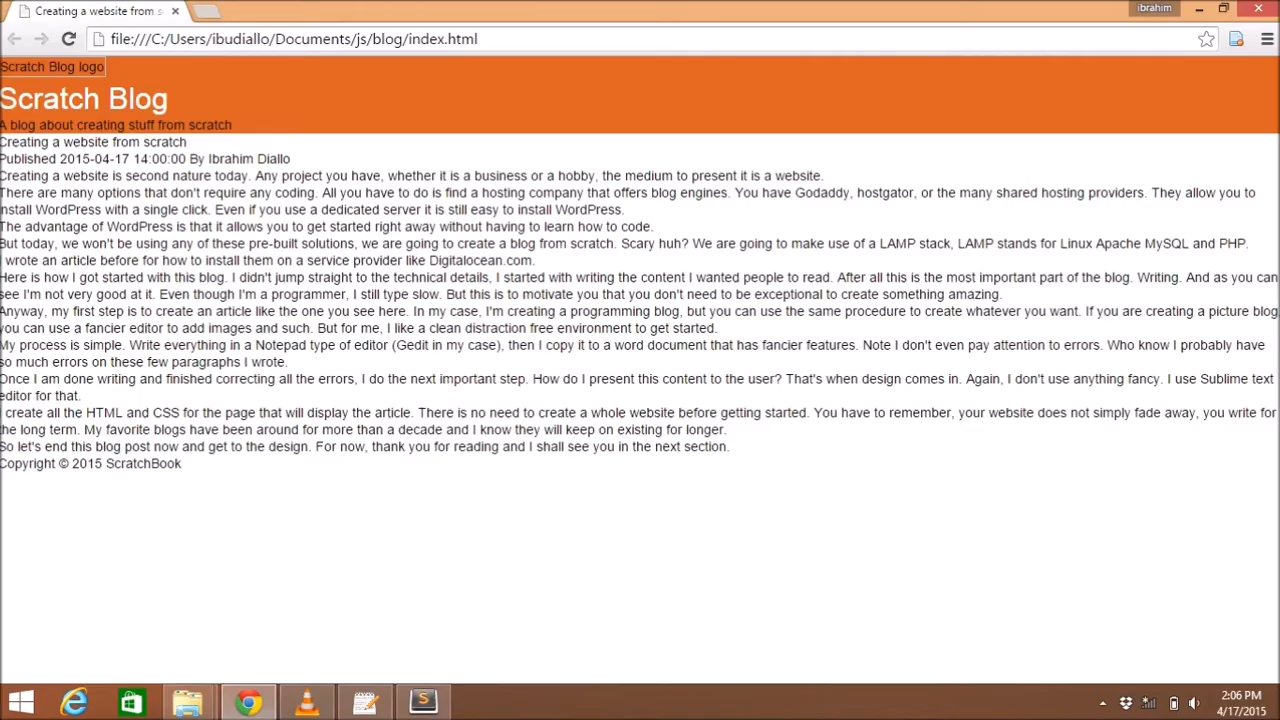 Creating a website from s
ibrahim
file:///C:/Users/ibudiallo/Documents/js/blog/index.html
Scratch Blog logo
Scratch Blog
A blog about creating stuff from scratch
Creating a website from scratch
Published 2015-04-17 14:00:00 By Ibrahim Diallo
Creating a website is second nature today. Any project you have, whether it is a business or a hobby, the medium to present it is a website.
There are many options that don't require any coding. All you have to do is find a hosting company that offers blog engines. You have Godaddy, hostgator, or the many shared hosting providers. They allow you to
install WordPress with a single click. Even if you use a dedicated server it is still easy to install WordPress.
The advantage of WordPress is that it allows you to get started right away without having to learn how to code.
But today, we won't be using any of these pre-built solutions, we are going to create a blog from scratch. Scary huh? We are going to make use of a LAMP stack, LAMP stands for Linux Apache MySQL and PHP.
I wrote an article before for how to install them on a service provider like Digitalocean.com.
Here is how I got started with this blog. I didn't jump straight to the technical details, I started with writing the content I wanted people to read. After all this is the most important part of the blog. Writing. And as you can
see I'm not very good at it. Even though I'm a programmer, I still type slow. But this is to motivate you that you don't need to be exceptional to create something amazing.
Anyway, my first step is to create an article like the one you see here. In my case, I'm creating a programming blog, but you can use the same procedure to create whatever you want. If you are creating a picture blog,
you can use a fancier editor to add images and such. But for me, I like a clean distraction free environment to get started.
My process is simple. Write everything in a Notepad type of editor (Gedit in my case), then I copy it to a word document that has fancier features. Note I don't even pay attention to errors. Who know I probably have
so much errors on these few paragraphs I wrote.
Once I am done writing and finished correcting all the errors, I do the next important step. How do I present this content to the user? That's when design comes in. Again, I don't use anything fancy. I use Sublime text
editor for that.
I create all the HTML and CSS for the page that will display the article. There is no need to create a whole website before getting started. You have to remember, your website does not simply fade away, you write for
the long term. My favorite blogs have been around for more than a decade and I know they will keep on existing for longer.
So let's end this blog post now and get to the design. For now, thank you for reading and I shall see you in the next section.
Copyright © 2015 ScratchBook
2:06 PM
4/17/2015